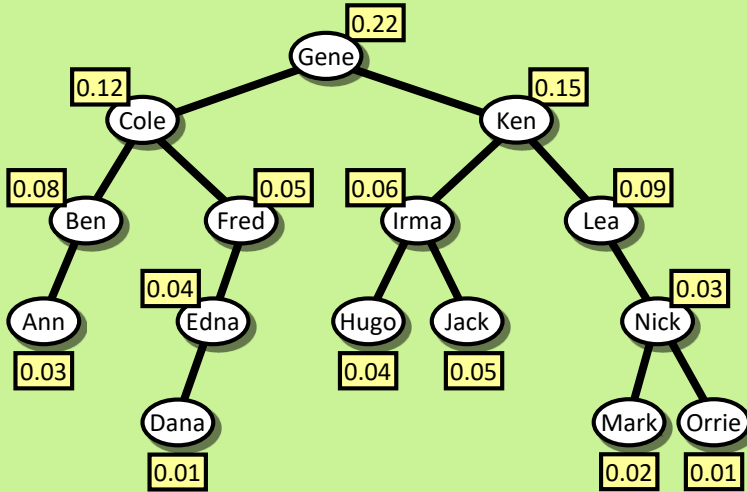 0.22
Gene
0.12
0.15
Cole
Ken
0.08
0.05
0.06
0.09
Ben
Fred
Irma
Lea
0.04
0.03
Ann
Edna
Hugo
Jack
Nick
0.03
0.04
0.05
Dana
Mark
Orrie
0.01
0.02
0.01